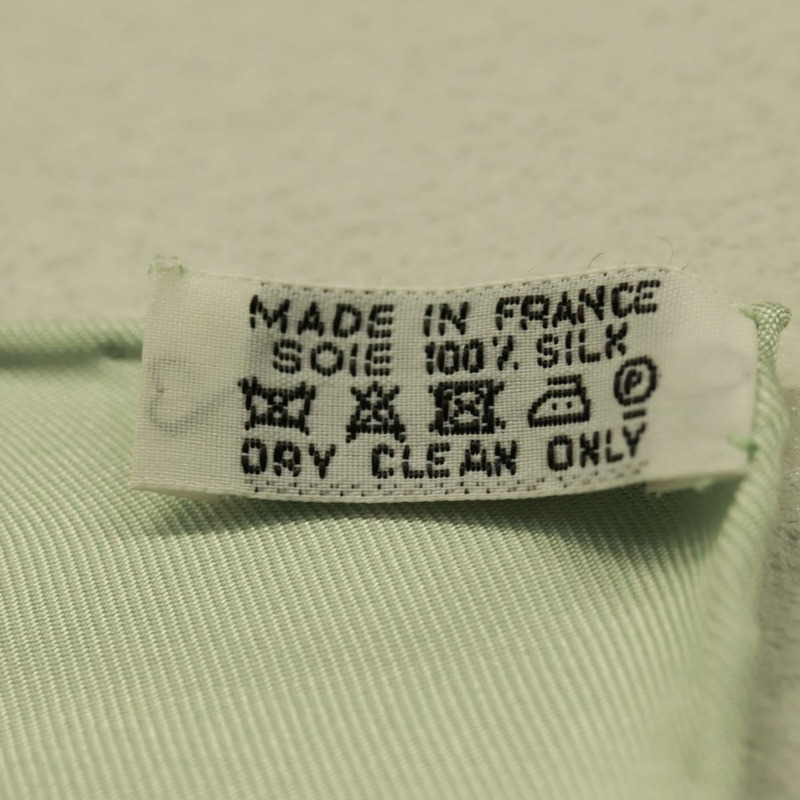 MADE IN FRANCE
SOIE 100% SILK
P
DRY CLEAN ONLY